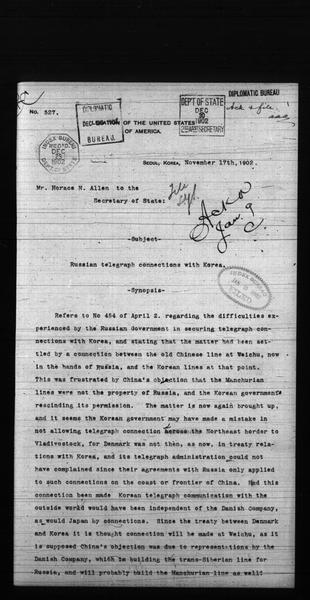 DIPLOMATIC BUREAU
No. 527.
DIPLOMATIC
BUREAU.
DEPT OF STATE
DEC
1902
2nd ASST SECRETARY
Ack & file.
OF THE UNITED STATES
OF AMERICA.
INDEX BUREAU
REC'D
DEC
1902
Seoul, Korea, November 17th, 1902.
Mr. Horace N. Allen to the
Secretary of State:
Ack'd
Jan. 9
-Subject-
Russian telegraph connections with Korea.
-Synopsis-
Refers to No 454 of April 2. regarding the difficulties ex-
perienced by the Russian Government in securing telegraph con-
nections with Korea, and stating that the matter had been set-
tled by a connection between the old Chinese line at Weichu, now
in the hands of Russia, and the Korean lines at that point.
This was frustrated by China's objection that the Manchurian
lines were not the property of Russia, and the Korean government
rescinding its permission. The matter is now again brought up,
and it seems the Korean government may have made a mistake in
not allowing telegraph connection across the Northeast border to
Vladivostock, for Denmark was not then, as now, in treaty rela-
tions with Korea, and its telegraph administration could not
have complained since their agreements with Russia only applied
to such connections on the coast or frontier of China. Had this
connection been made Korean telegraph communication with the
outside world would have been independent of the Danish Company,
as would Japan by connections. Since the treaty between Denmark
and Korea it is thought connection will be made at Weichu, as it
is supposed China's objection was due to representations by the
Danish Company, which is building the trans-Siberian line for
Russia, and will probably build the Manchurian line as well: